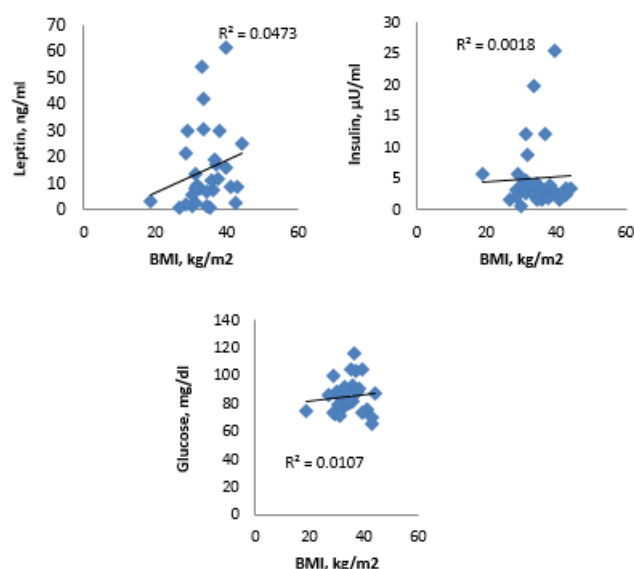 R² = 0.0473
Leptin, ng/ml
70
60
50
40
30
20
10
0
0 20 40 60
BMI, kg/m2
R² = 0.0018
Insulin, µU/ml
30
25
20
15
10
5
0
0 20 40 60
BMI, kg/m2
Glucose, mg/dl
140
120
100
80
60
40
20
0
R² = 0.0107
0 20 40 60
BMI, kg/m2